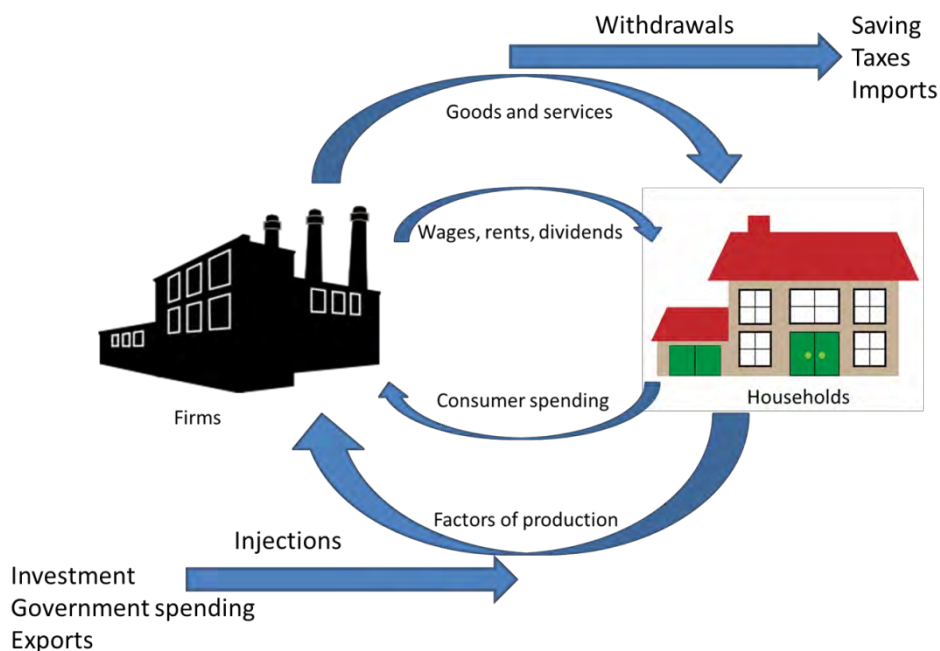 Withdrawals
Saving
Taxes
Imports
Goods and services
Wages, rents, dividends
Consumer spending
Households
Firms
Factors of production
Injections
Investment
Government spending
Exports